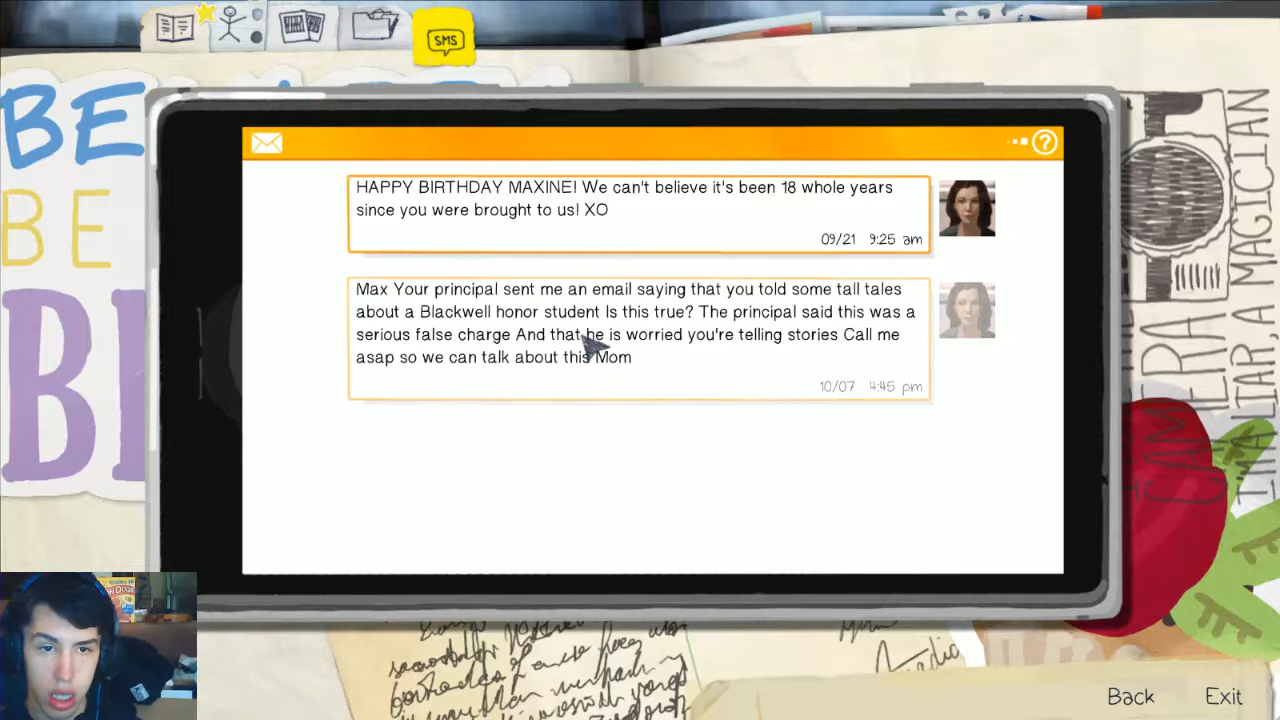 SMS
BE
BE
HAPPY BIRTHDAY MAXINE! We can't believe it's been 18 whole years
since you were brought to us! XO
09/21 9:25 am
Max Your principal sent me an email saying that you told some tall tales
about a Blackwell honor student Is this true? The principal said this was a
serious false charge And that he is worried you're telling stories Call me
asap so we can talk about this Mom
10/07 4:45 pm
CAMERA
LIAR, A MAGICIAN
Back
Exit